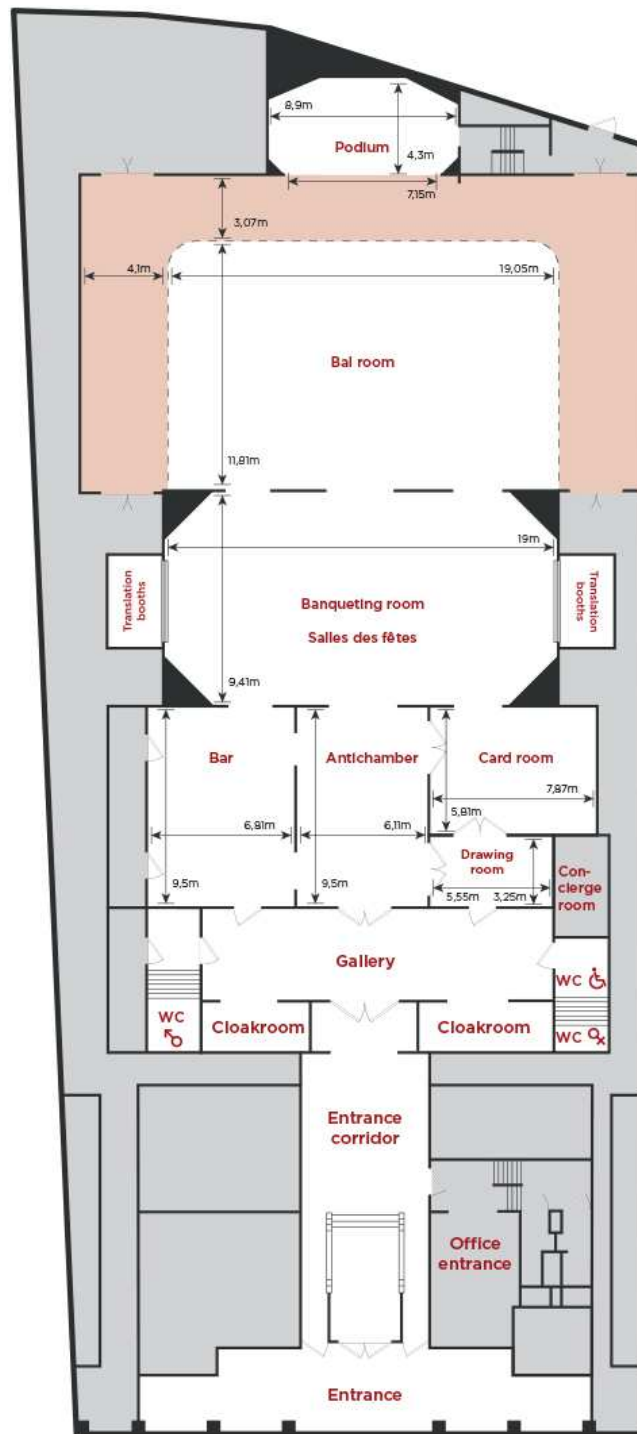 8,9m
Podium
4,3m
7,15m
3,07m
4,1m
19,05m
Bal room
11,81m
19m
Translation
booths
Translation
booths
Banqueting room
Salles des fêtes
9,41m
Bar
Antichamber
Card room
7,87m
5,81m
6,81m
6,11m
Drawing
room
Con-
cierge
room
9,5m
9,5m
5,55m
3,25m
Gallery
WC
WC
Cloakroom
Cloakroom
WC
Entrance
corridor
Office
entrance
Entrance